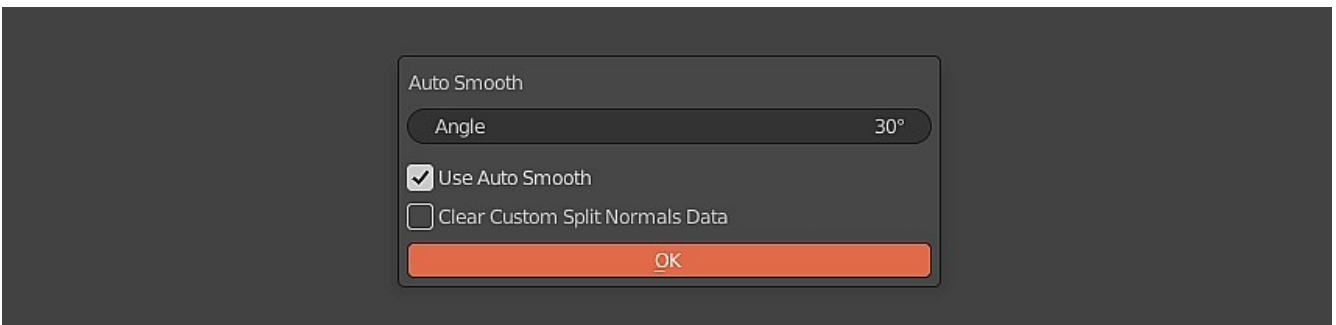 Auto Smooth
Angle 30°
Use Auto Smooth
Clear Custom Split Normals Data
OK